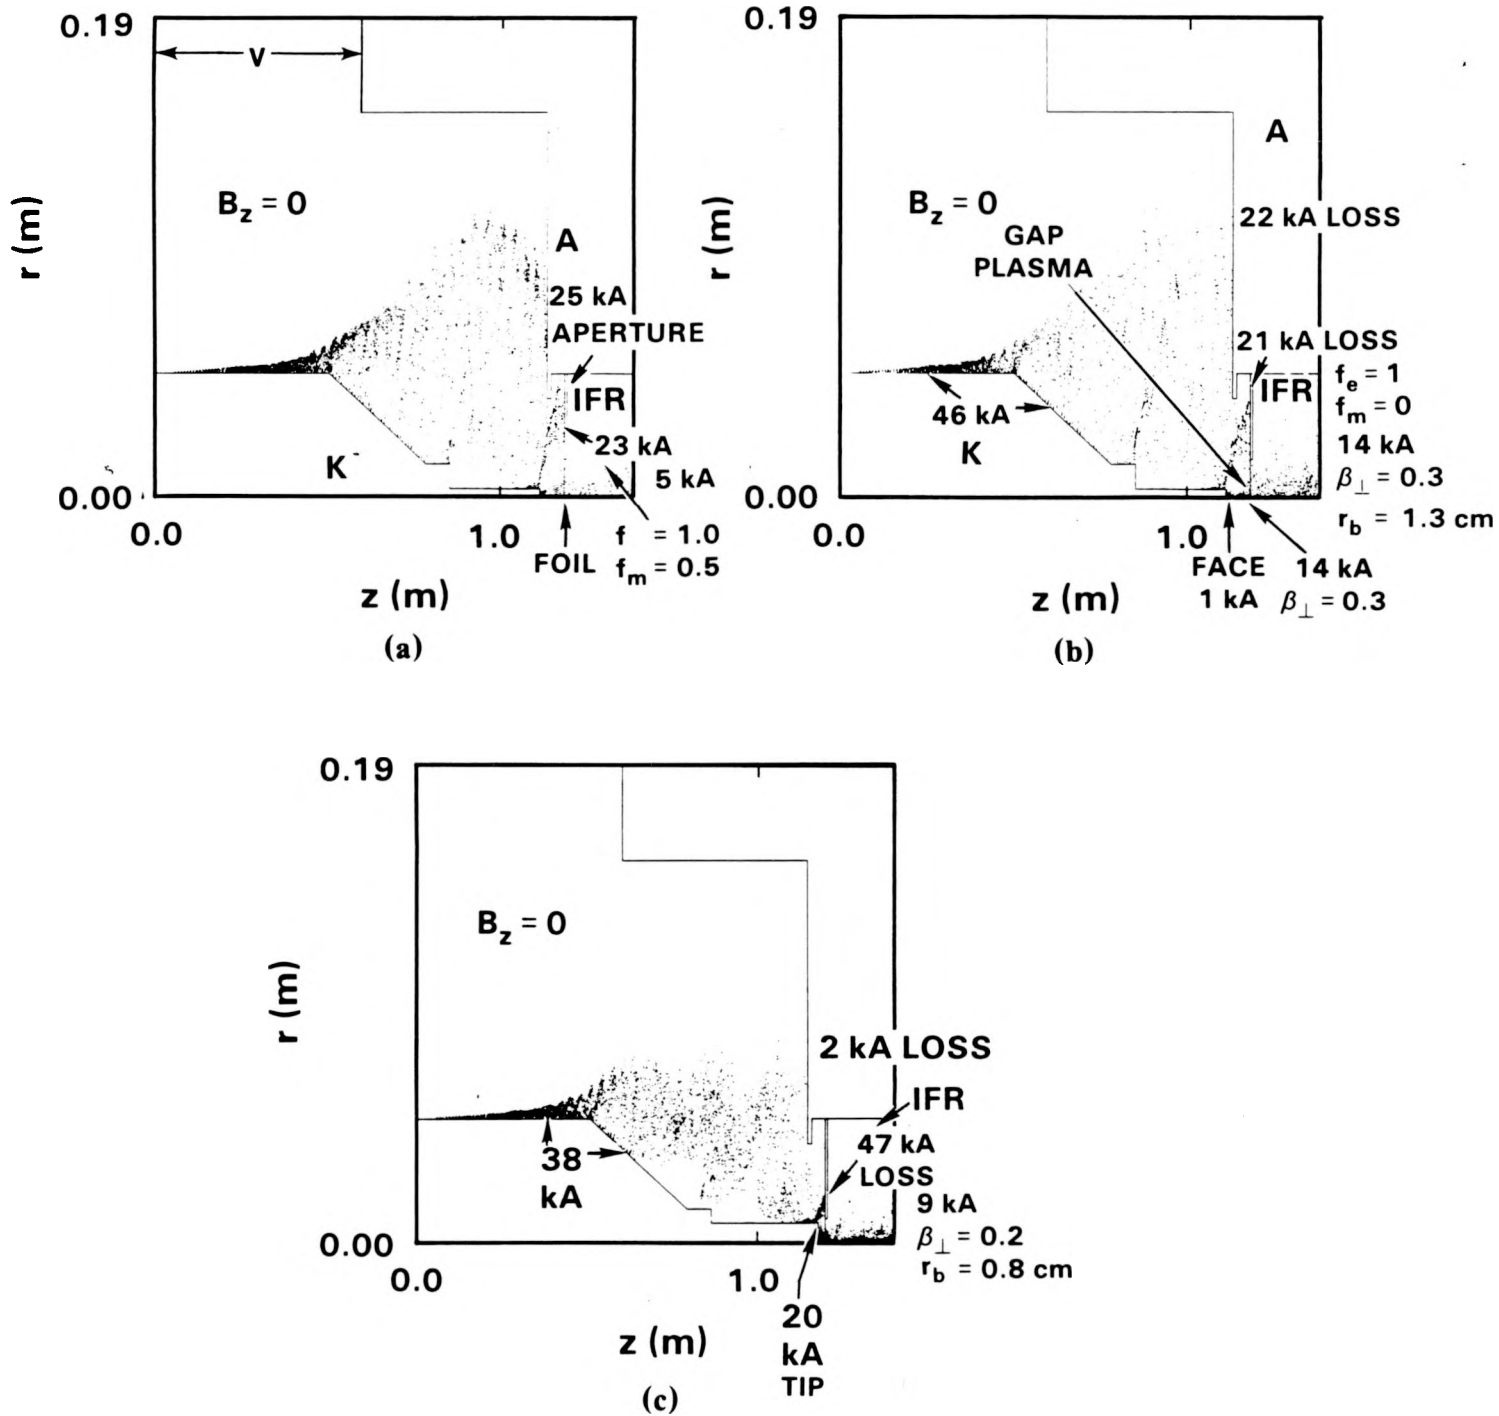 0.19
V
B_z = 0
A
25 kA
APERTURE
IFR
23 kA
5 kA
K
r (m)
0.00
0.0
1.0
FOIL
f = 1.0
f_m = 0.5
z (m)
(a)
0.19
A
B_z = 0
GAP
PLASMA
22 kA LOSS
21 kA LOSS
IFR
f_e = 1
f_m = 0
46 kA
K
14 kA
β_⊥ = 0.3
r_b = 1.3 cm
r (m)
0.00
0.0
1.0
FACE
1 kA
14 kA
β_⊥ = 0.3
z (m)
(b)
0.19
B_z = 0
r (m)
2 kA LOSS
IFR
47 kA
LOSS
38
kA
9 kA
β_⊥ = 0.2
r_b = 0.8 cm
0.00
0.0
1.0
20
kA
TIP
z (m)
(c)